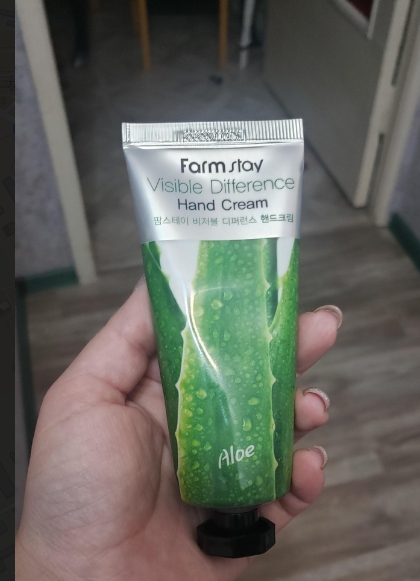 Farmstay
Visible Difference
Hand Cream
팜스테이 비저블 디퍼런스 핸드크림
Aloe